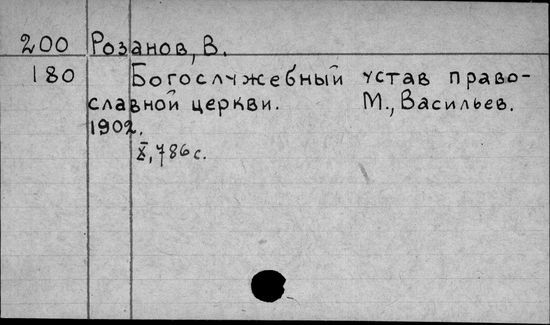 200 Розанов, В.
180 Богослужебный устав право-
славной церкви. М., Васильев.
1902.
X, 786 с.